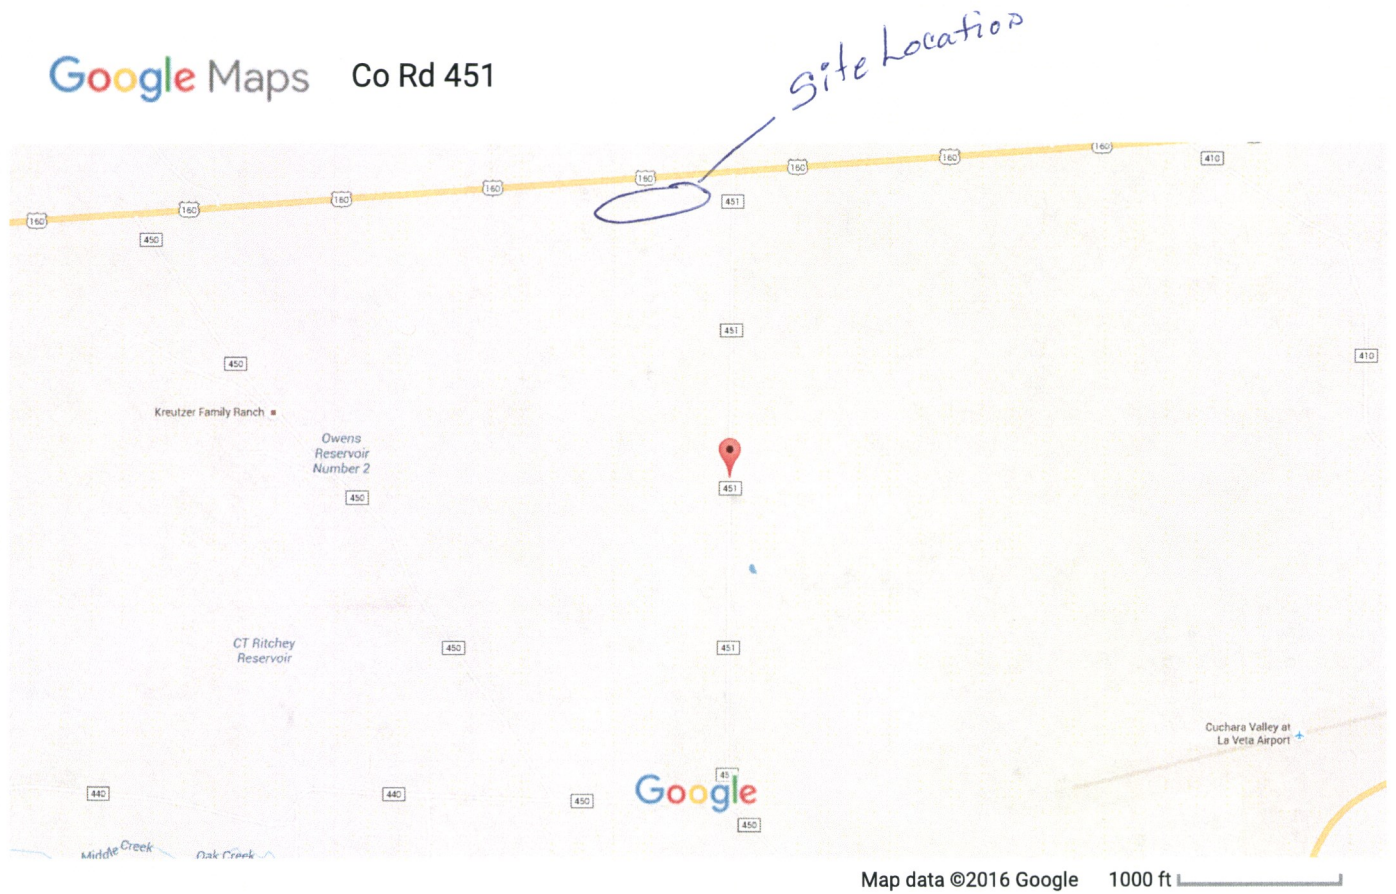 Google Maps Co Rd 451
Site Location
160
160
160
160
160
160
160
160
410
450
451
451
410
450
Kreutzer Family Ranch
Owens
Reservoir
Number 2
450
451
CT Ritchey
Reservoir
450
451
Cuchara Valley at
La Veta Airport
440
440
450
45
Google
450
Middle Creek
Oak Creek
Map data ©2016 Google 1000 ft